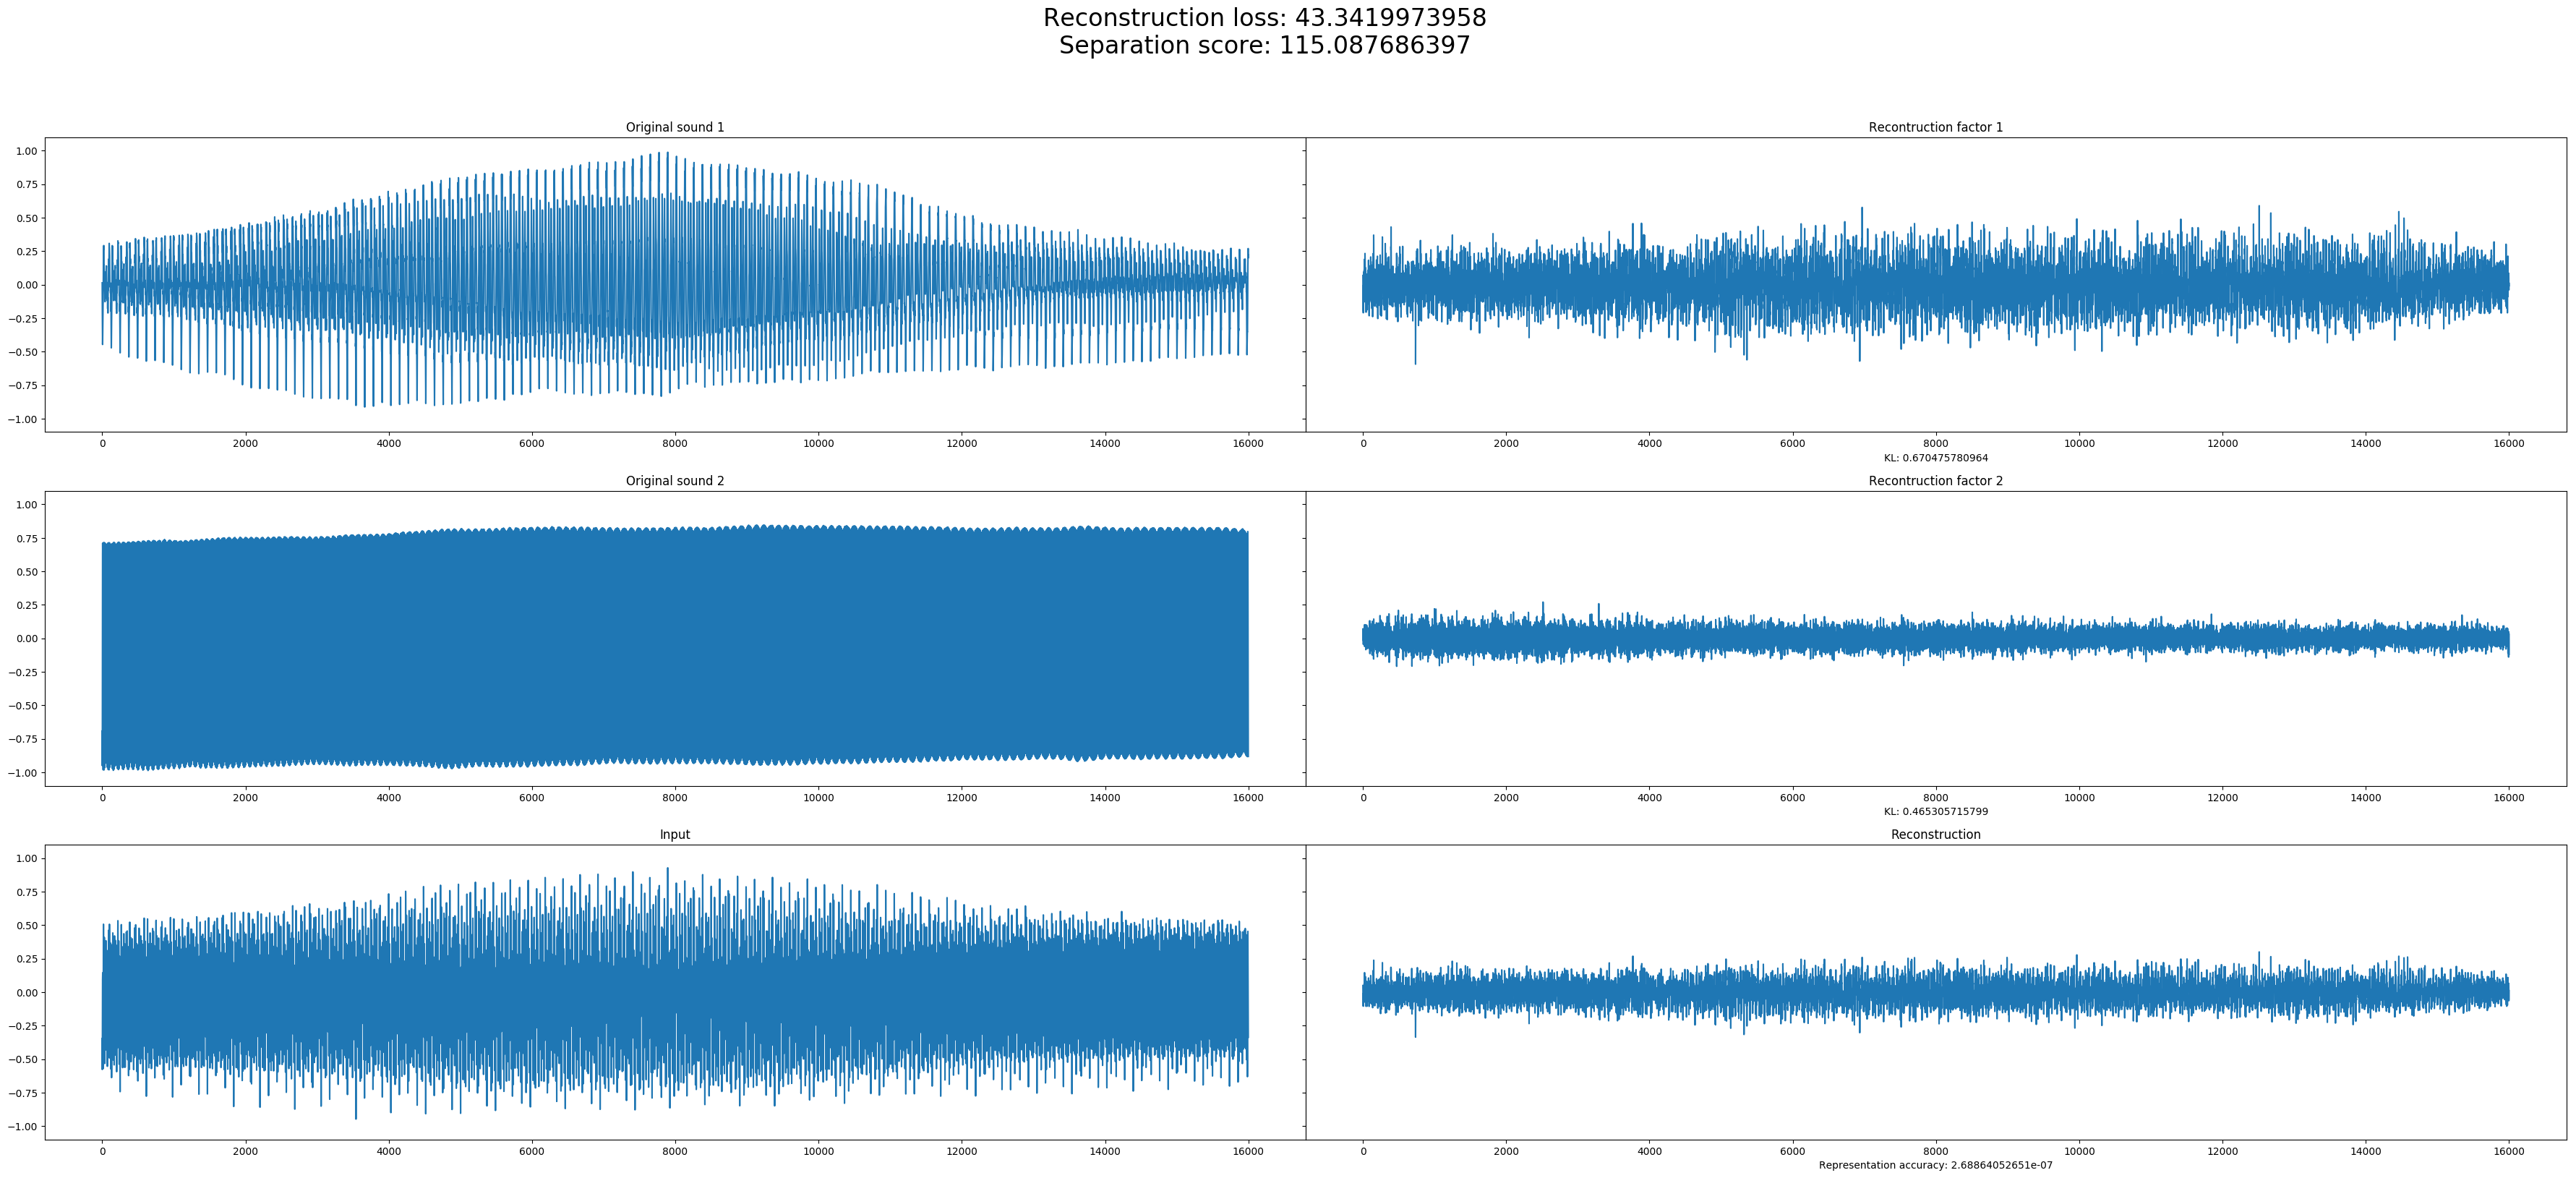 Reconstruction loss: 43.3419973958
Separation score: 115.087686397
Original sound 1
Recontruction factor 1
1.00
0.75
0.50
0.25
0.00
−0.25
−0.50
−0.75
−1.00
0 2000 4000 6000 8000 10000 12000 14000 16000
0 2000 4000 6000 8000 10000 12000 14000 16000
KL: 0.670475780964
Original sound 2
Recontruction factor 2
1.00
0.75
0.50
0.25
0.00
−0.25
−0.50
−0.75
−1.00
0 2000 4000 6000 8000 10000 12000 14000 16000
0 2000 4000 6000 8000 10000 12000 14000 16000
KL: 0.465305715799
Input
Reconstruction
1.00
0.75
0.50
0.25
0.00
−0.25
−0.50
−0.75
−1.00
0 2000 4000 6000 8000 10000 12000 14000 16000
0 2000 4000 6000 8000 10000 12000 14000 16000
Representation accuracy: 2.68864052651e-07